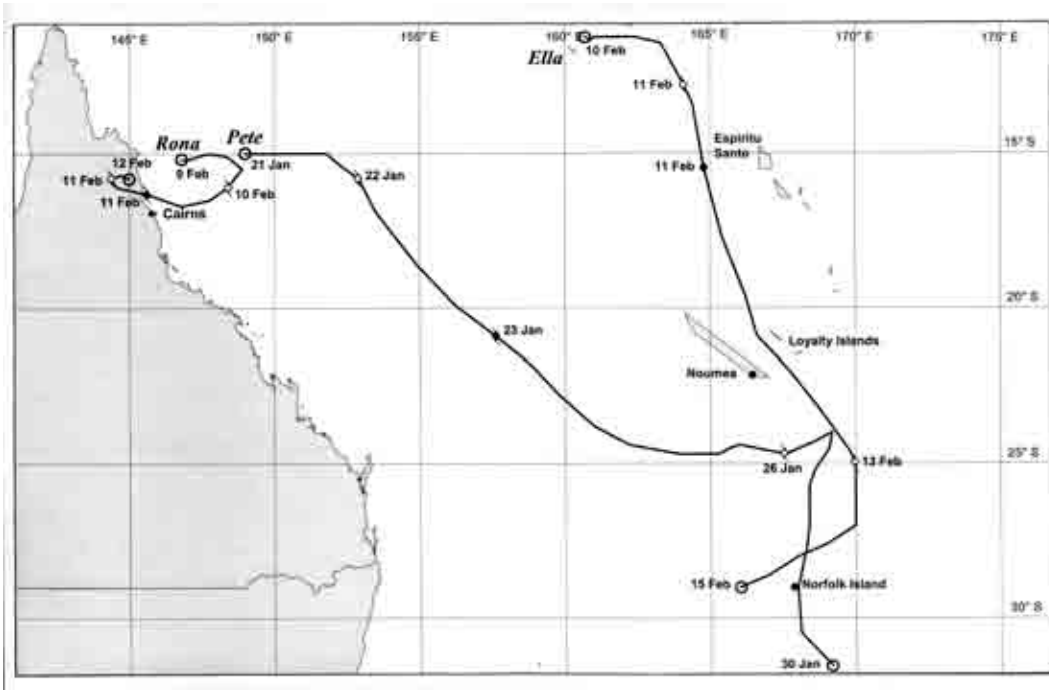 145° E
150° E
155° E
160° E
165° E
170° E
175° E
Ella
10 Feb
11 Feb
Rona
Pete
Espiritu
Santo
15° S
12 Feb
9 Feb
21 Jan
22 Jan
11 Feb
11 Feb
10 Feb
11 Feb
Cairns
20° S
23 Jan
Loyalty Islands
Noumea
26 Jan
13 Feb
25° S
15 Feb
Norfolk Island
30° S
30 Jan